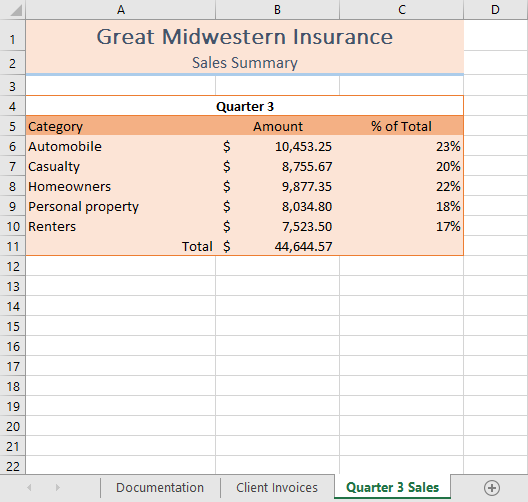 A B C D
1 Great Midwestern Insurance
2 Sales Summary
3
4 Quarter 3
5 Category Amount % of Total
6 Automobile $ 10,453.25 23%
7 Casualty $ 8,755.67 20%
8 Homeowners $ 9,877.35 22%
9 Personal property $ 8,034.80 18%
10 Renters $ 7,523.50 17%
11 Total $ 44,644.57
12
13
14
15
16
17
18
19
20
21
22
Documentation Client Invoices Quarter 3 Sales